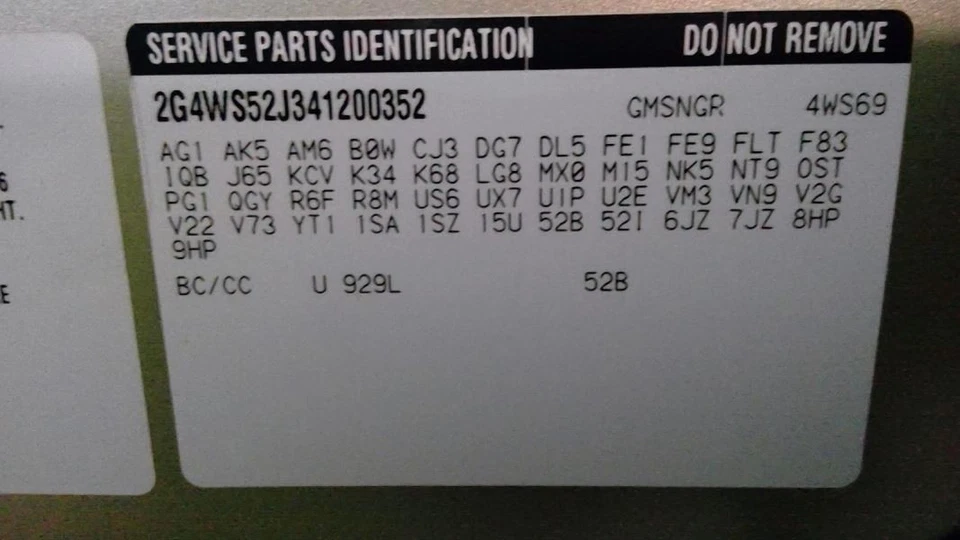 SERVICE PARTS IDENTIFICATION DO NOT REMOVE
2G4WS52J341200352 GMSNGR 4WS69
AG1 AK5 AM6 B0W CJ3 DG7 DL5 FE1 FE9 FLT F83
1QB J65 KCV K34 K68 LG8 MX0 M15 NK5 NT9 OST
PG1 QGY R6F R8M US6 UX7 U1P U2E VM3 VN9 V2G
V22 V73 YT1 1SA 1SZ 15U 52B 52I 6JZ 7JZ 8HP
9HP
BC/CC U 929L 52B
6
HT.
E